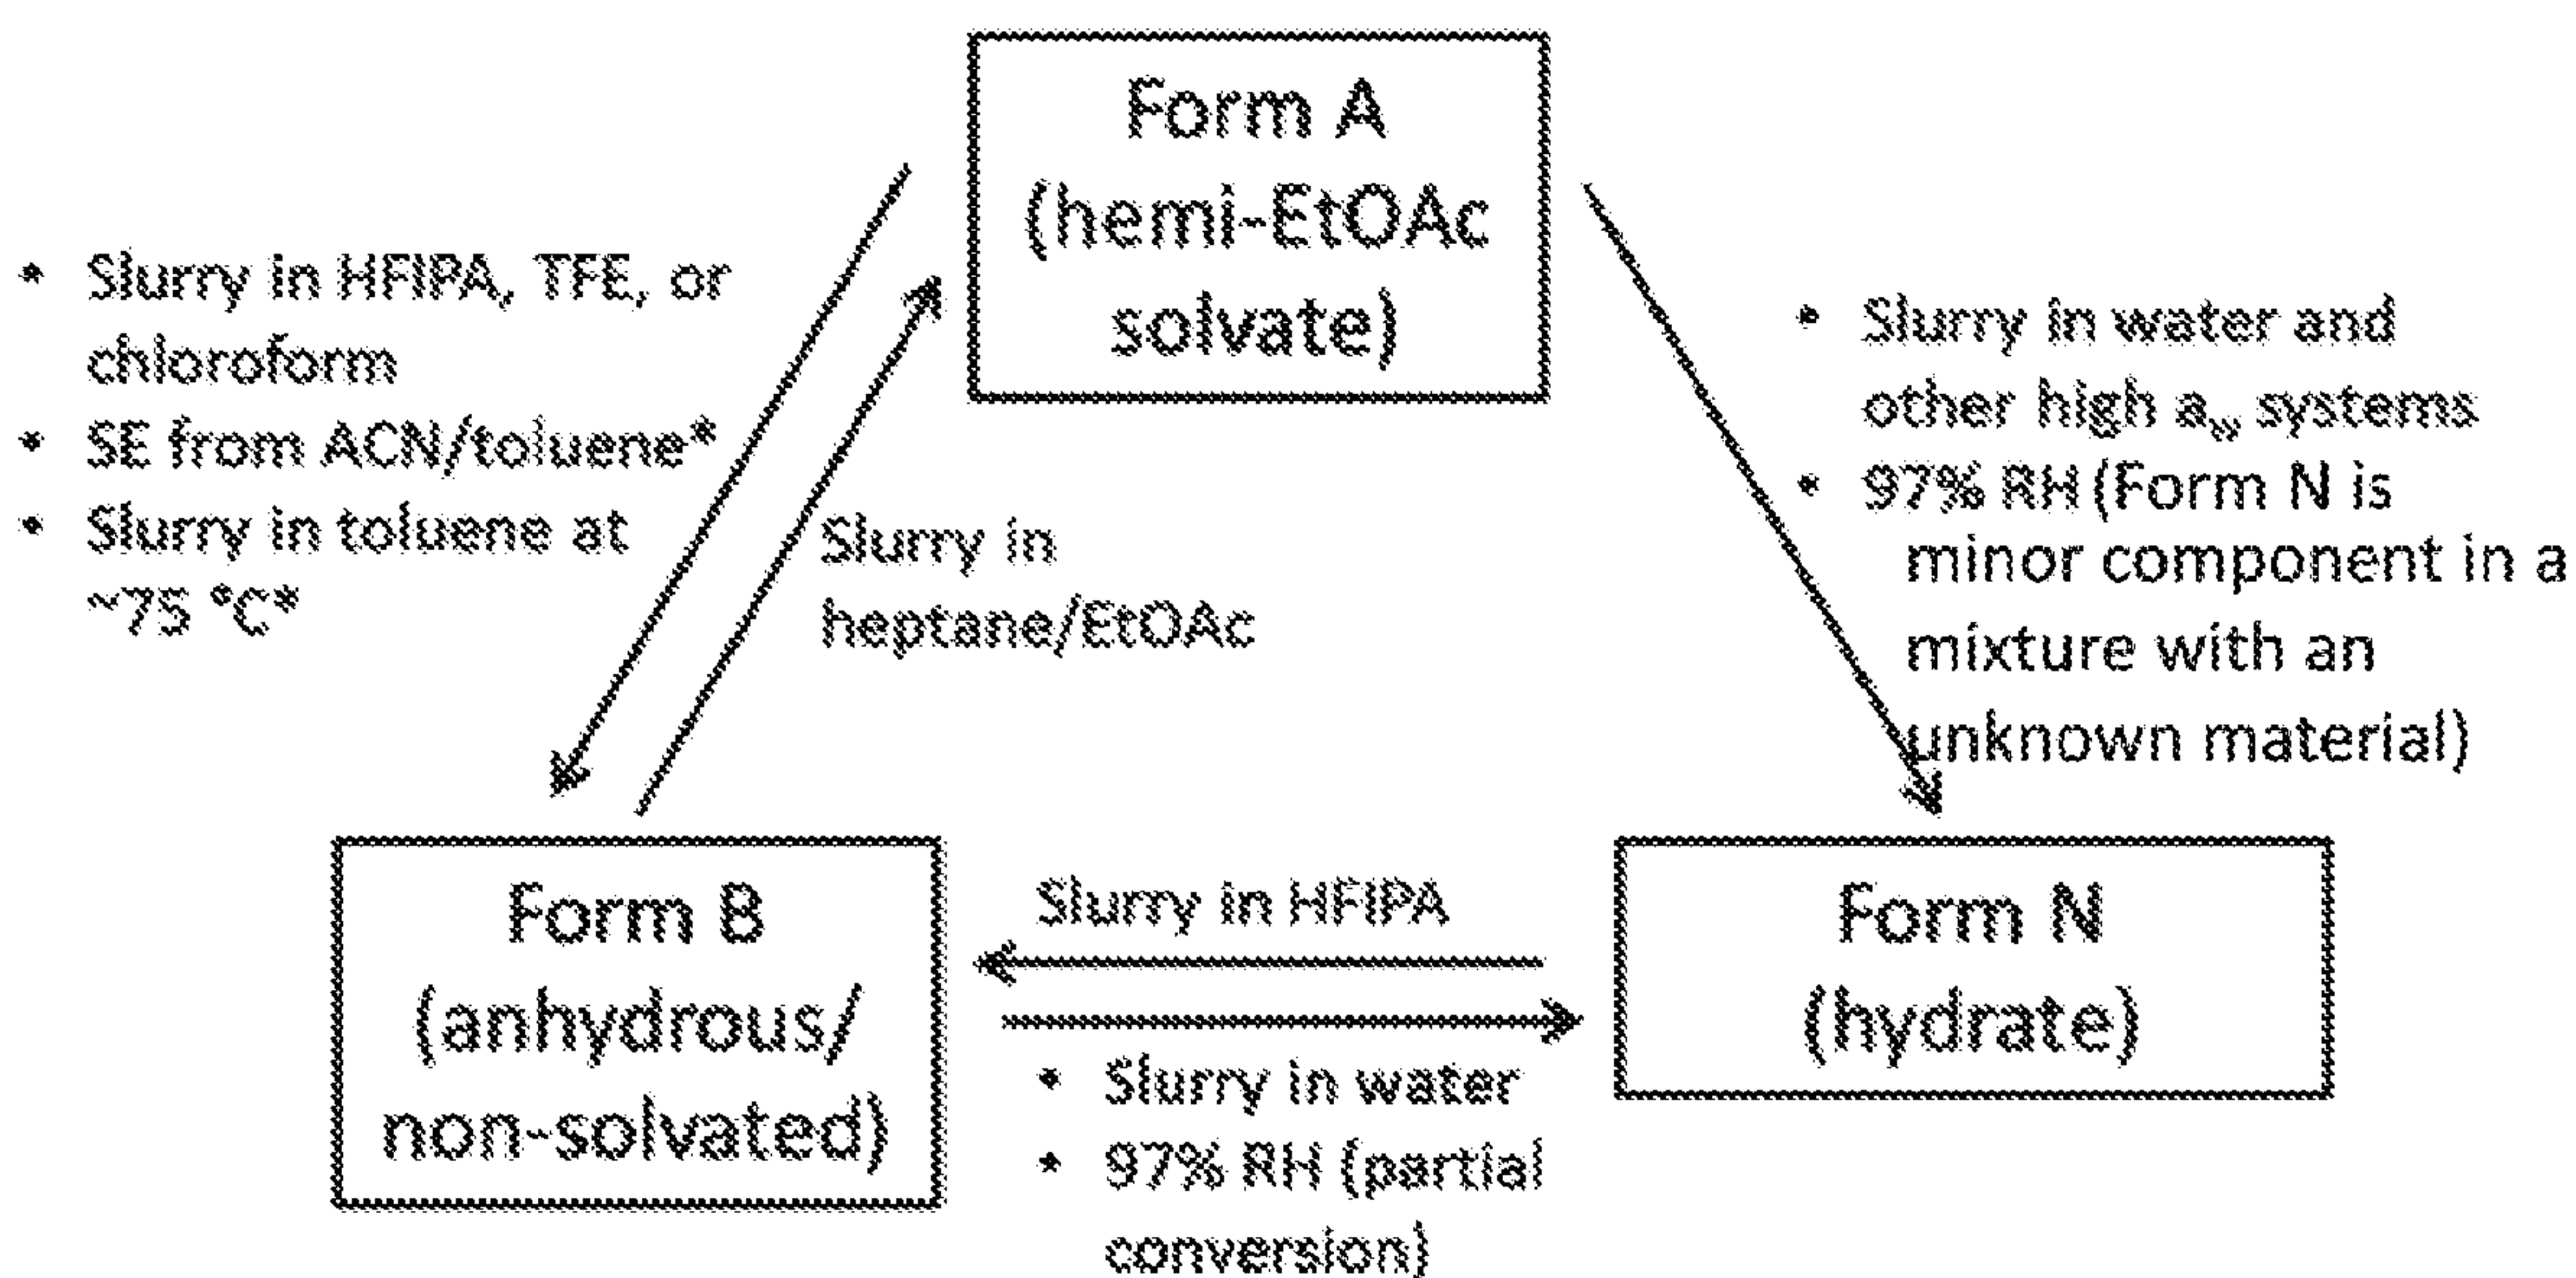 Form A
(hemi-EtOAc
solvate)
• Slurry in HFIPA, TFE, or
chloroform
• SE from ACN/toluene*
• Slurry in toluene at
~75 °C*
Slurry in
heptane/EtOAc
• Slurry in water and
other high a_w systems
• 97% RH (Form N is
minor component in a
mixture with an
unknown material)
Form B
(anhydrous/
non-solvated)
Slurry in HFIPA
• Slurry in water
• 97% RH (partial
conversion)
Form N
(hydrate)